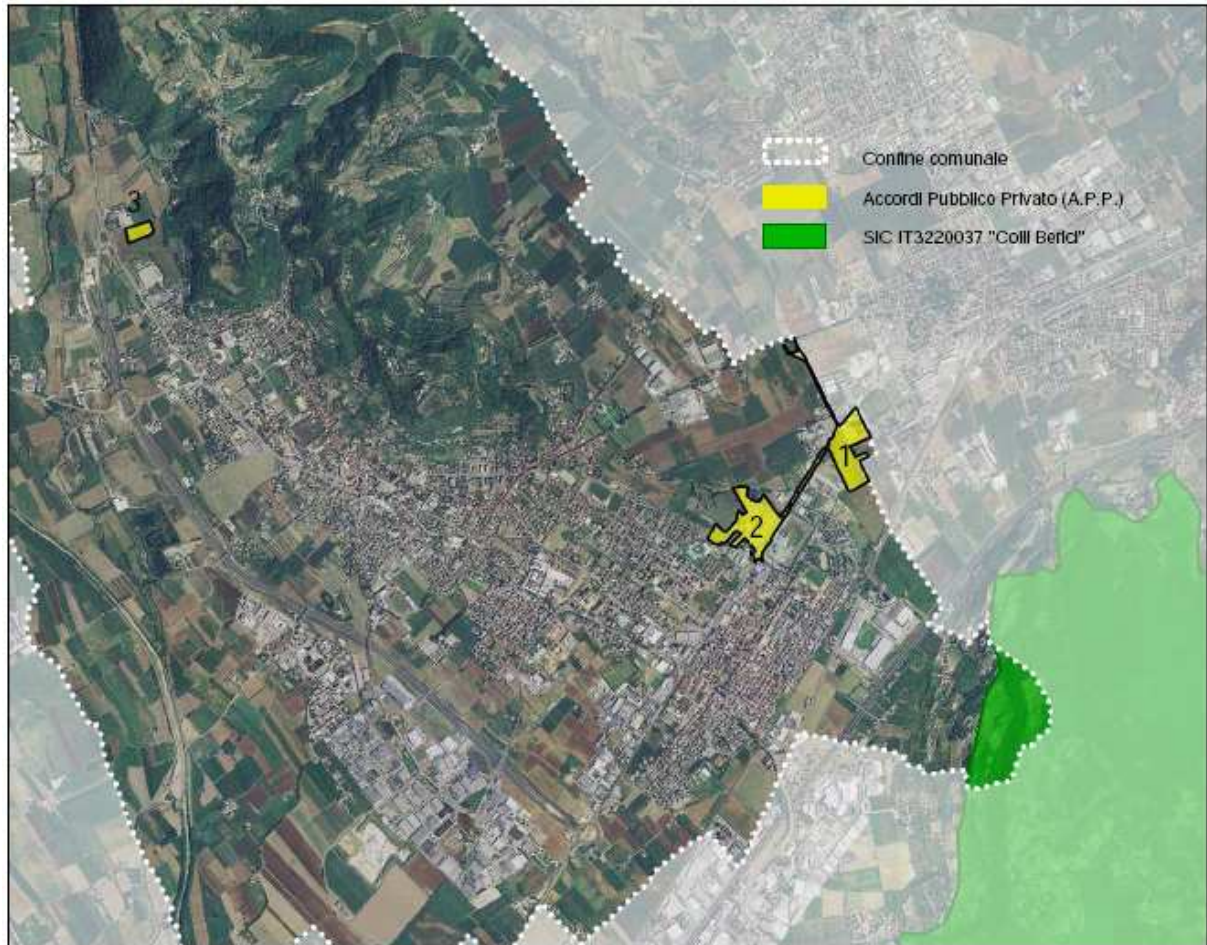 Confine comunale
Accordi Pubblico Privato (A.P.P.)
SIC IT3220037 "Colli Berici"
3
1
2